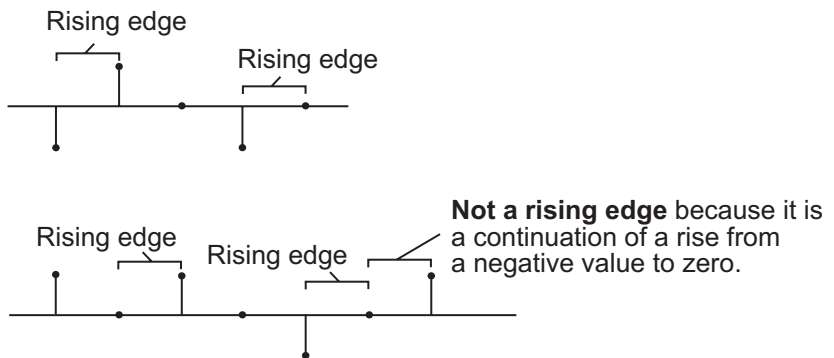 Rising edge
Rising edge
Not a rising edge because it is
a continuation of a rise from
a negative value to zero.
Rising edge
Rising edge